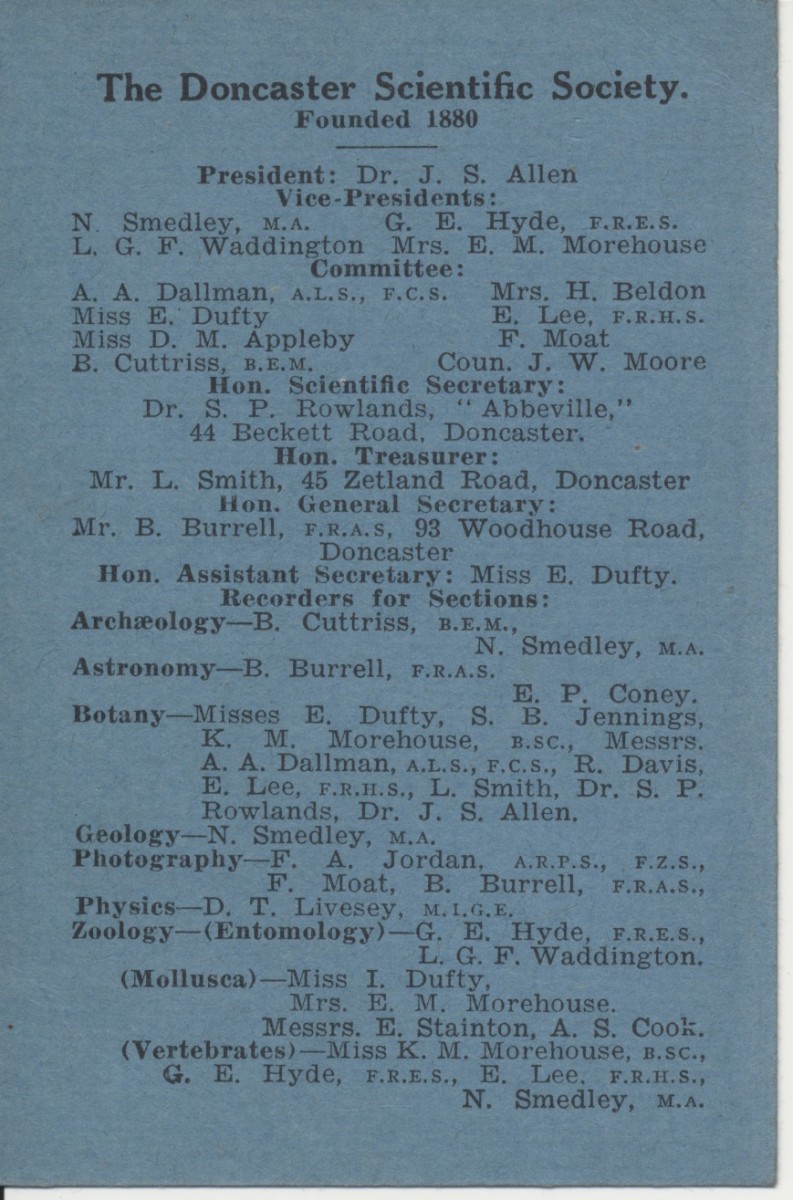 The Doncaster Scientific Society.
Founded 1880
President: Dr. J. S. Allen
Vice-Presidents:
N. Smedley, M.A. G. E. Hyde, F.R.E.S.
L. G. F. Waddington Mrs. E. M. Morehouse
Committee:
A. A. Dallman, A.L.S., F.C.S. Mrs. H. Beldon
Miss E. Dufty E. Lee, F.R.H.S.
Miss D. M. Appleby F. Moat
B. Cuttriss, B.E.M. Coun. J. W. Moore
Hon. Scientific Secretary:
Dr. S. P. Rowlands, "Abbeville,"
44 Beckett Road, Doncaster.
Hon. Treasurer:
Mr. L. Smith, 45 Zetland Road, Doncaster
Hon. General Secretary:
Mr. B. Burrell, F.R.A.S, 93 Woodhouse Road,
Doncaster
Hon. Assistant Secretary: Miss E. Dufty.
Recorders for Sections:
Archæology—B. Cuttriss, B.E.M.,
N. Smedley, M.A.
Astronomy—B. Burrell, F.R.A.S.
E. P. Coney.
Botany—Misses E. Dufty, S. B. Jennings,
K. M. Morehouse, B.SC., Messrs.
A. A. Dallman, A.L.S., F.C.S., R. Davis,
E. Lee, F.R.H.S., L. Smith, Dr. S. P.
Rowlands, Dr. J. S. Allen.
Geology—N. Smedley, M.A.
Photography—F. A. Jordan, A.R.P.S., F.Z.S.,
F. Moat, B. Burrell, F.R.A.S.,
Physics—D. T. Livesey, M.I.G.E.
Zoology—(Entomology)—G. E. Hyde, F.R.E.S.,
L. G. F. Waddington.
(Mollusca)—Miss I. Dufty,
Mrs. E. M. Morehouse.
Messrs. E. Stainton, A. S. Cook.
(Vertebrates)—Miss K. M. Morehouse, B.SC.,
G. E. Hyde, F.R.E.S., E. Lee, F.R.H.S.,
N. Smedley, M.A.